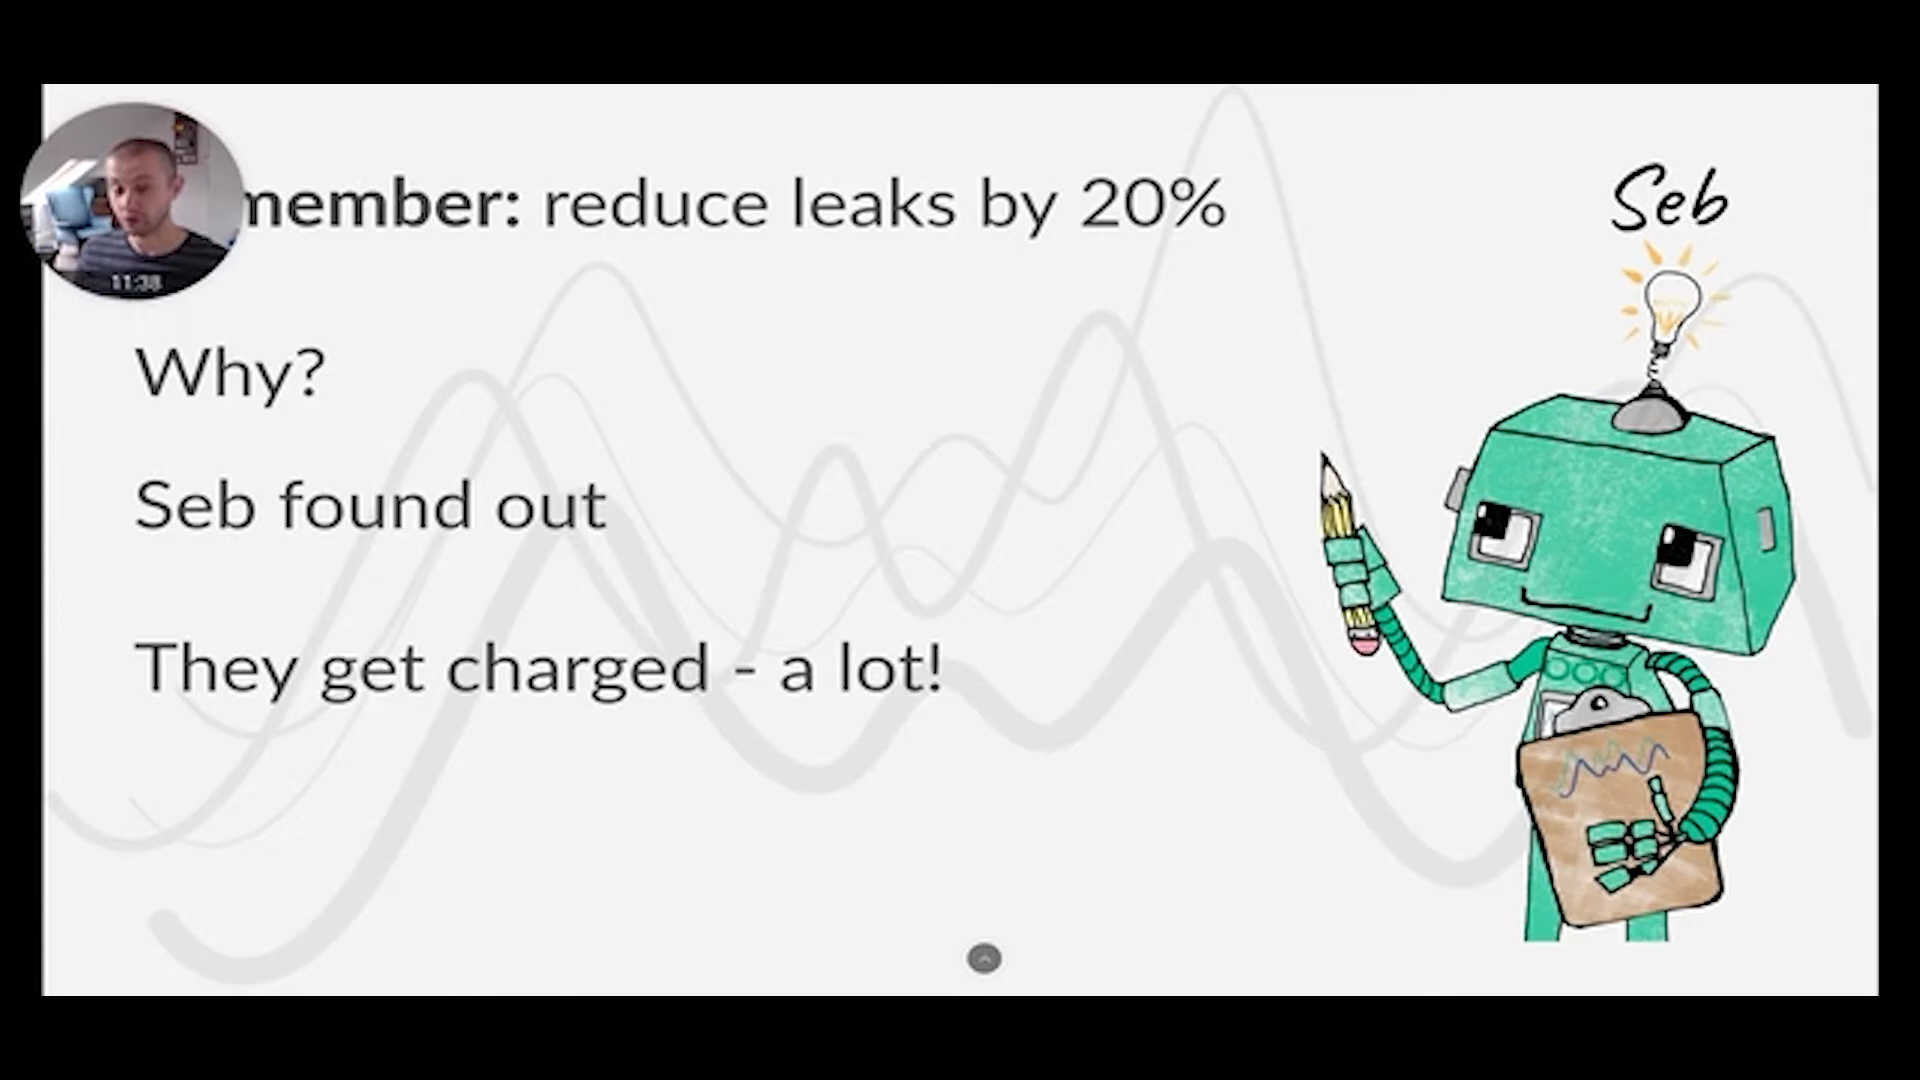 member: reduce leaks by 20%
Seb
11:38
Why?
Seb found out
They get charged - a lot!